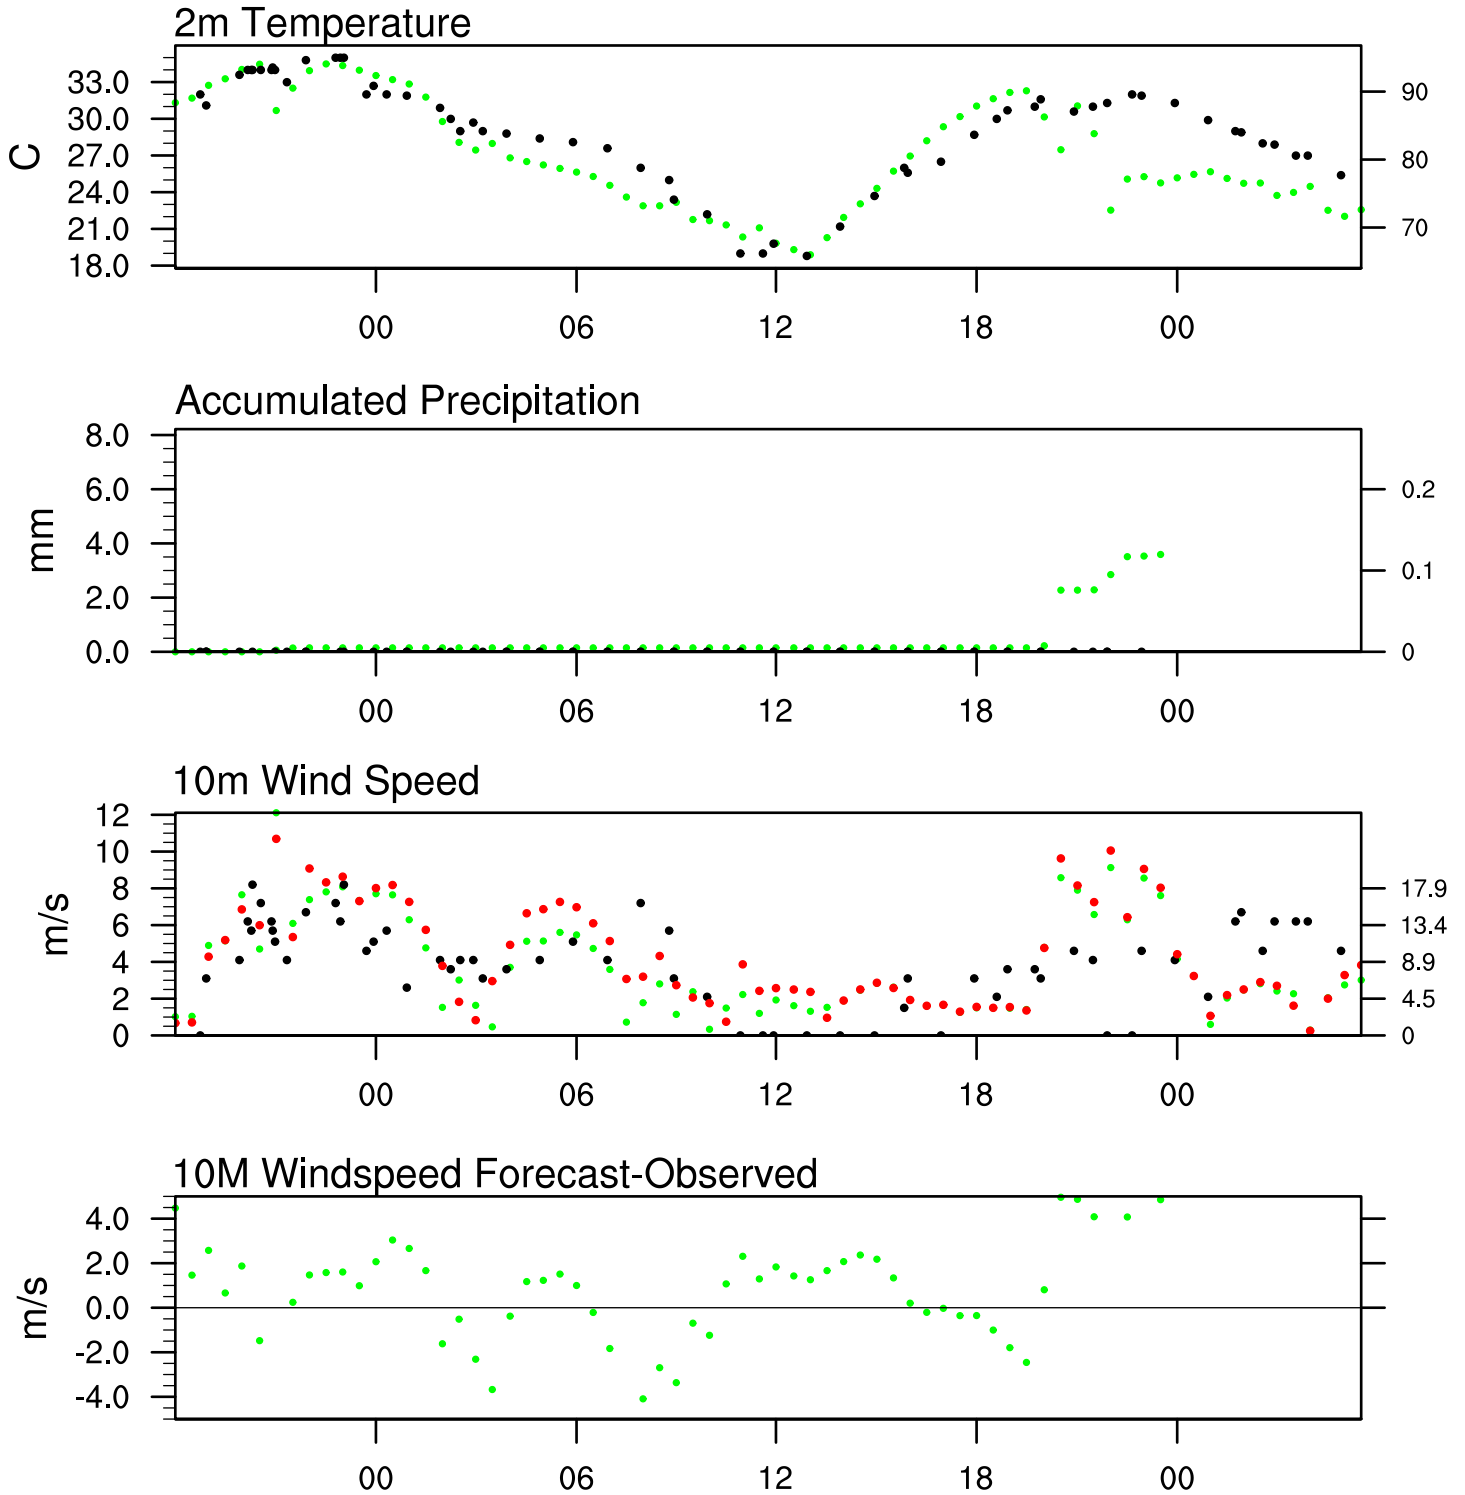 2m Temperature
C
33.0
30.0
27.0
24.0
21.0
18.0
90
80
70
00 06 12 18 00
Accumulated Precipitation
mm
8.0
6.0
4.0
2.0
0.0
0.2
0.1
0
00 06 12 18 00
10m Wind Speed
m/s
12
10
8
6
4
2
0
17.9
13.4
8.9
4.5
0
00 06 12 18 00
10M Windspeed Forecast-Observed
m/s
4.0
2.0
0.0
-2.0
-4.0
00 06 12 18 00